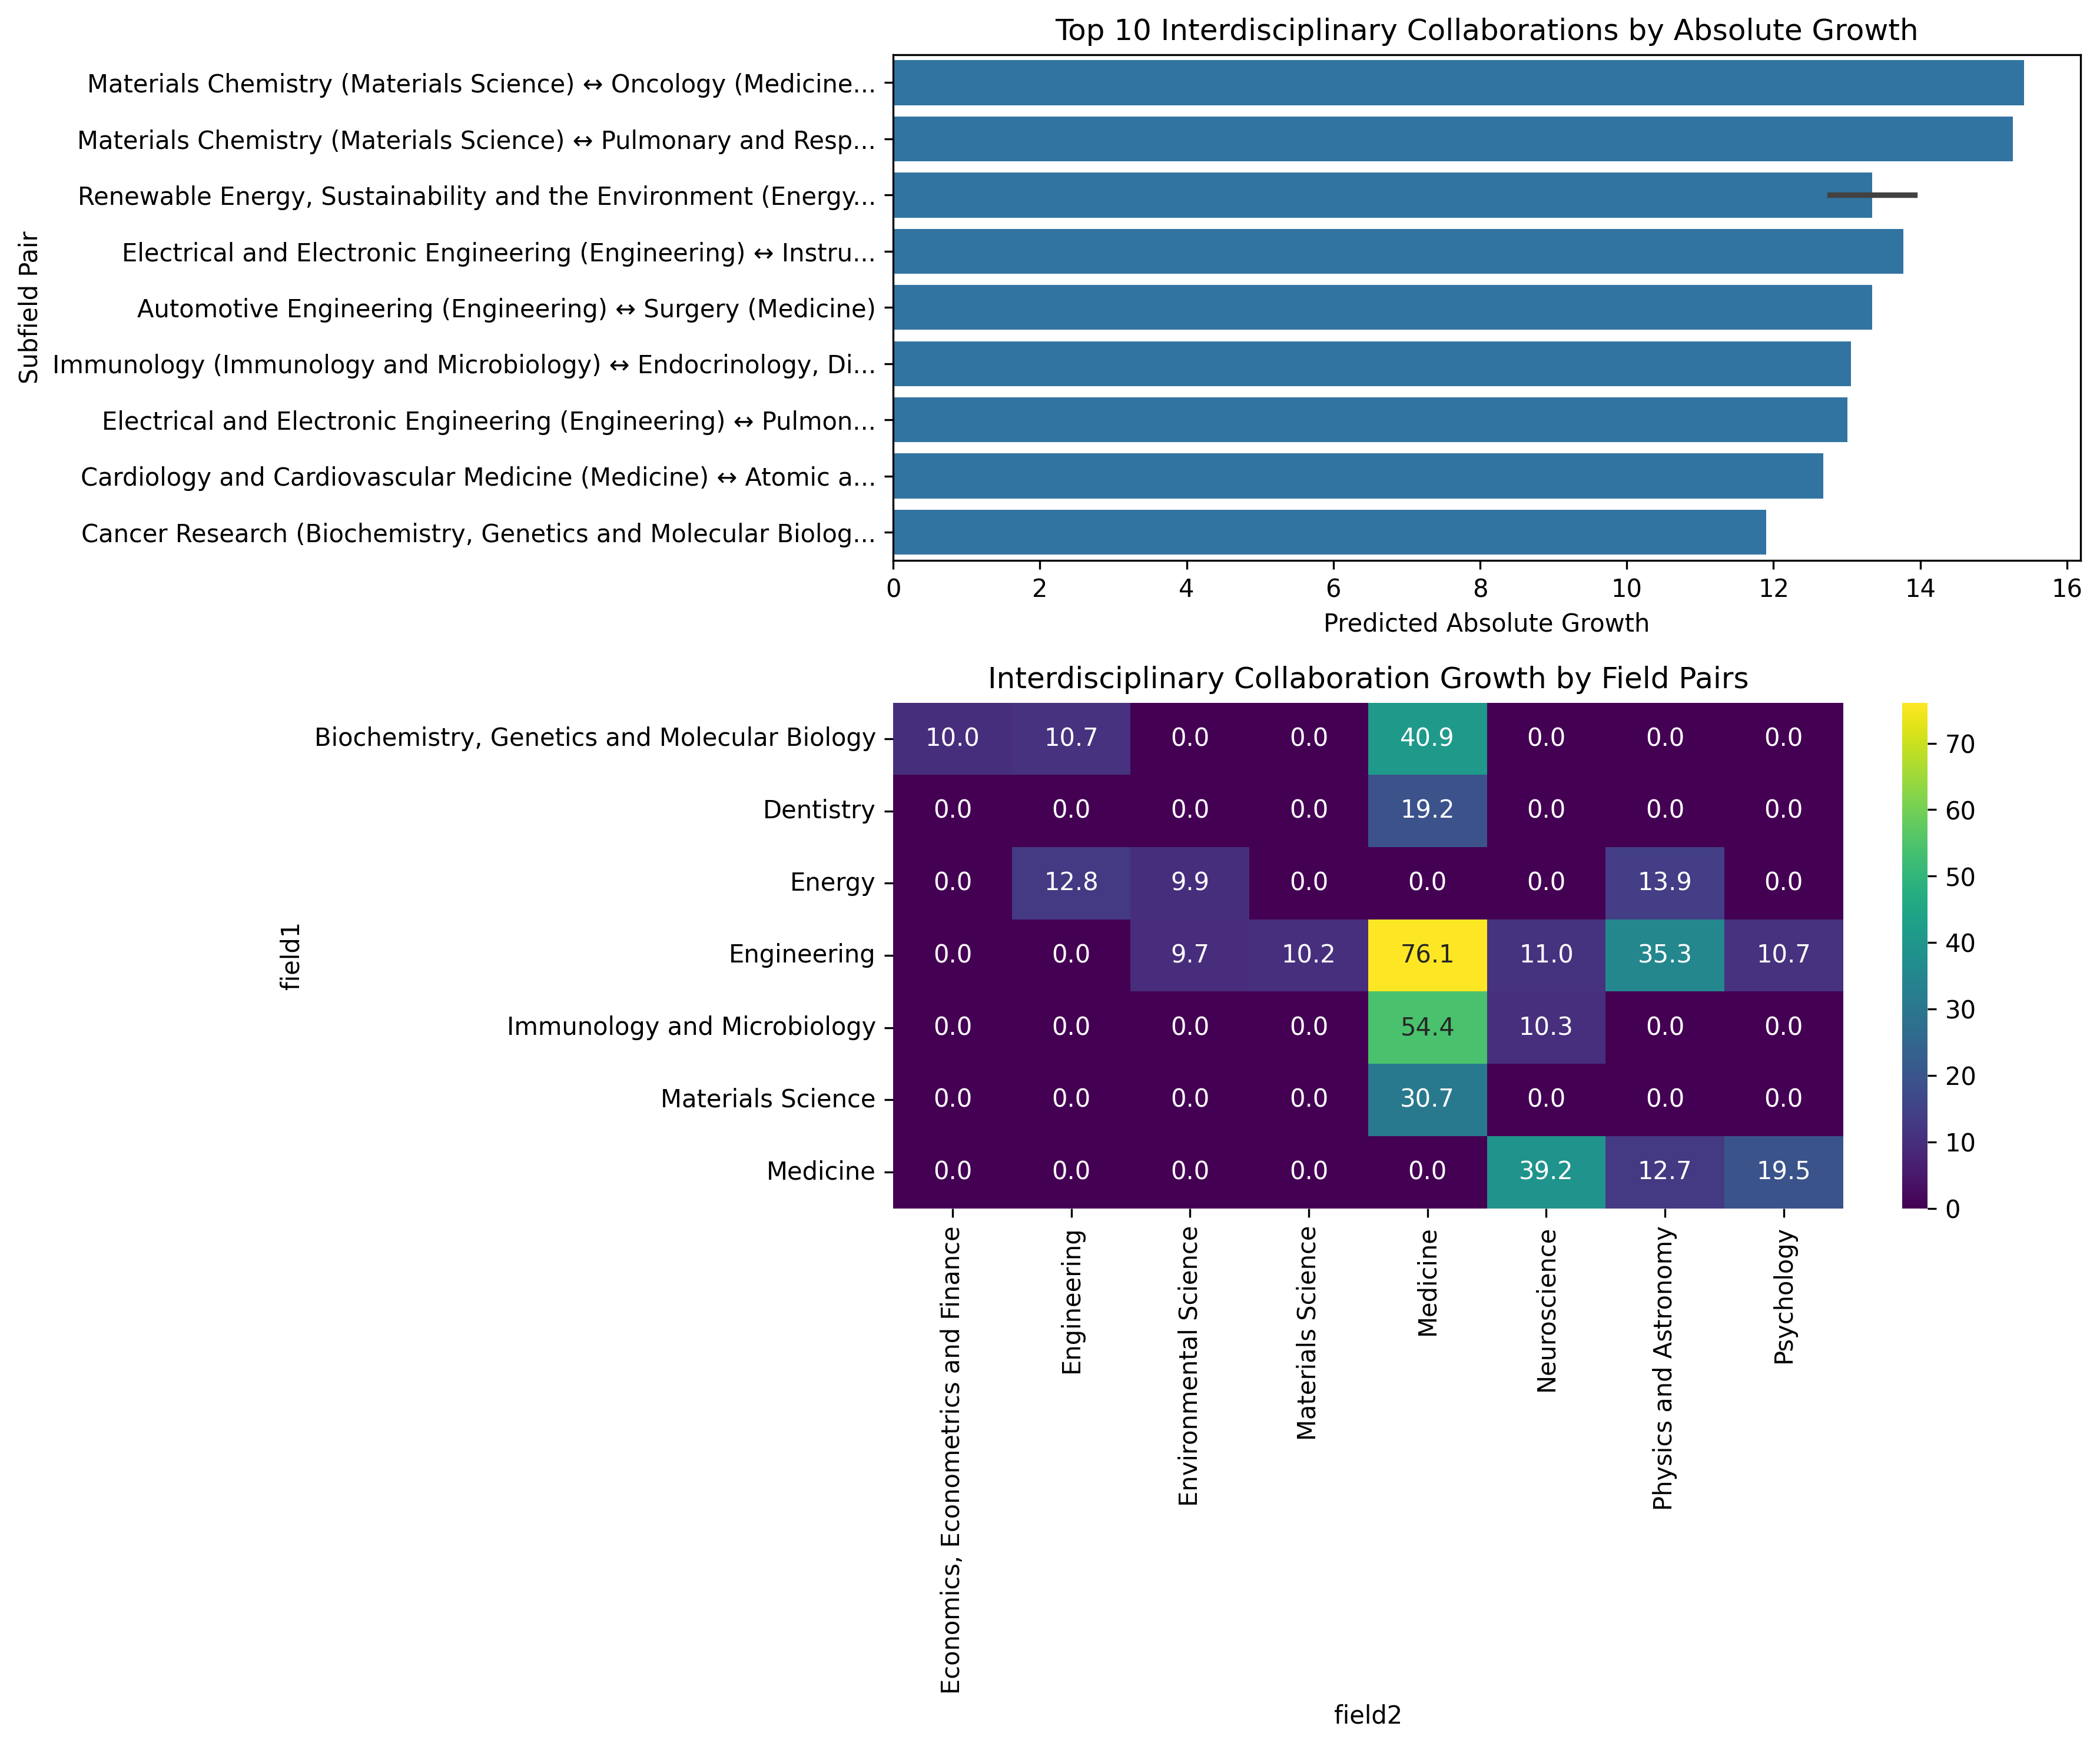 Top 10 Interdisciplinary Collaborations by Absolute Growth
Subfield Pair
Materials Chemistry (Materials Science) ↔ Oncology (Medicine...
Materials Chemistry (Materials Science) ↔ Pulmonary and Resp...
Renewable Energy, Sustainability and the Environment (Energy...
Electrical and Electronic Engineering (Engineering) ↔ Instru...
Automotive Engineering (Engineering) ↔ Surgery (Medicine)
Immunology (Immunology and Microbiology) ↔ Endocrinology, Di...
Electrical and Electronic Engineering (Engineering) ↔ Pulmon...
Cardiology and Cardiovascular Medicine (Medicine) ↔ Atomic a...
Cancer Research (Biochemistry, Genetics and Molecular Biolog...
0 2 4 6 8 10 12 14 16
Predicted Absolute Growth
Interdisciplinary Collaboration Growth by Field Pairs
field1
Biochemistry, Genetics and Molecular Biology 10.0 10.7 0.0 0.0 40.9 0.0 0.0 0.0
Dentistry 0.0 0.0 0.0 0.0 19.2 0.0 0.0 0.0
Energy 0.0 12.8 9.9 0.0 0.0 0.0 13.9 0.0
Engineering 0.0 0.0 9.7 10.2 76.1 11.0 35.3 10.7
Immunology and Microbiology 0.0 0.0 0.0 0.0 54.4 10.3 0.0 0.0
Materials Science 0.0 0.0 0.0 0.0 30.7 0.0 0.0 0.0
Medicine 0.0 0.0 0.0 0.0 0.0 39.2 12.7 19.5
70
60
50
40
30
20
10
0
Economics, Econometrics and Finance
Engineering
Environmental Science
Materials Science
Medicine
Neuroscience
Physics and Astronomy
Psychology
field2